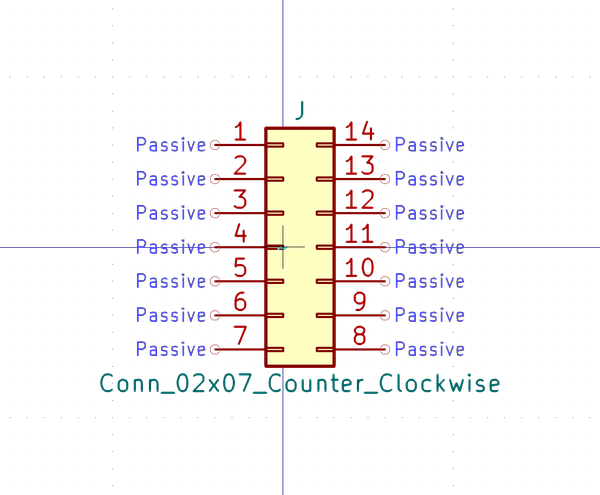 J
1 14
Passive Passive
2 13
Passive Passive
3 12
Passive Passive
4 11
Passive Passive
5 10
Passive Passive
6 9
Passive Passive
7 8
Passive Passive
Conn_02x07_Counter_Clockwise